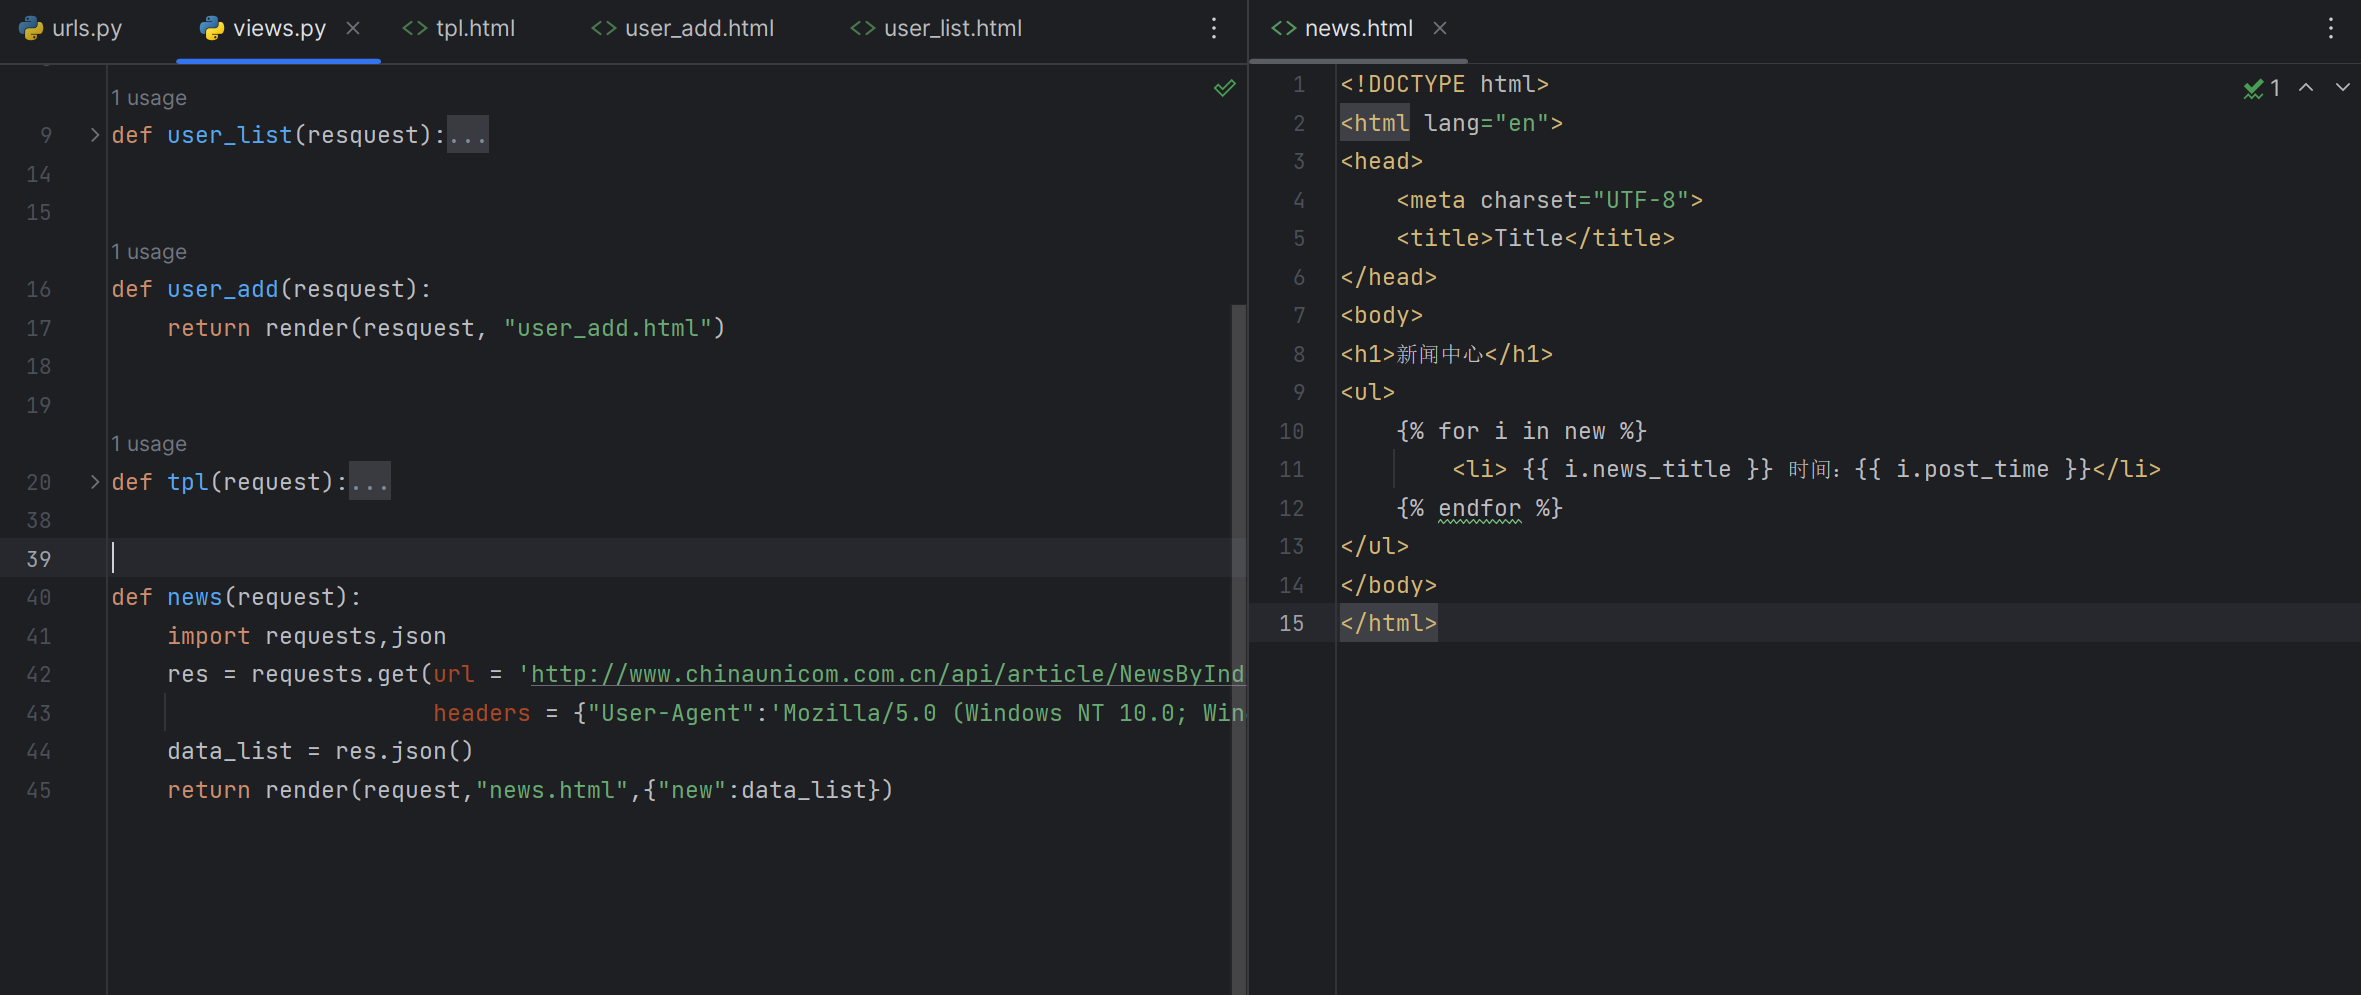 urls.py views.py tpl.html user_add.html user_list.html
1 usage
9 def user_list(resquest):...
14
15
1 usage
16 def user_add(resquest):
17 return render(resquest, "user_add.html")
18
19
1 usage
20 def tpl(request):...
38
39
40 def news(request):
41 import requests,json
42 res = requests.get(url = 'http://www.chinaunicom.com.cn/api/article/NewsByInd
43 headers = {"User-Agent":'Mozilla/5.0 (Windows NT 10.0; Win
44 data_list = res.json()
45 return render(request,"news.html",{"new":data_list})
news.html
1 <!DOCTYPE html>
1
2 <html lang="en">
3 <head>
4 <meta charset="UTF-8">
5 <title>Title</title>
6 </head>
7 <body>
8 <h1>新闻中心</h1>
9 <ul>
10 {% for i in new %}
11 <li> {{ i.news_title }} 时间：{{ i.post_time }}</li>
12 {% endfor %}
13 </ul>
14 </body>
15 </html>